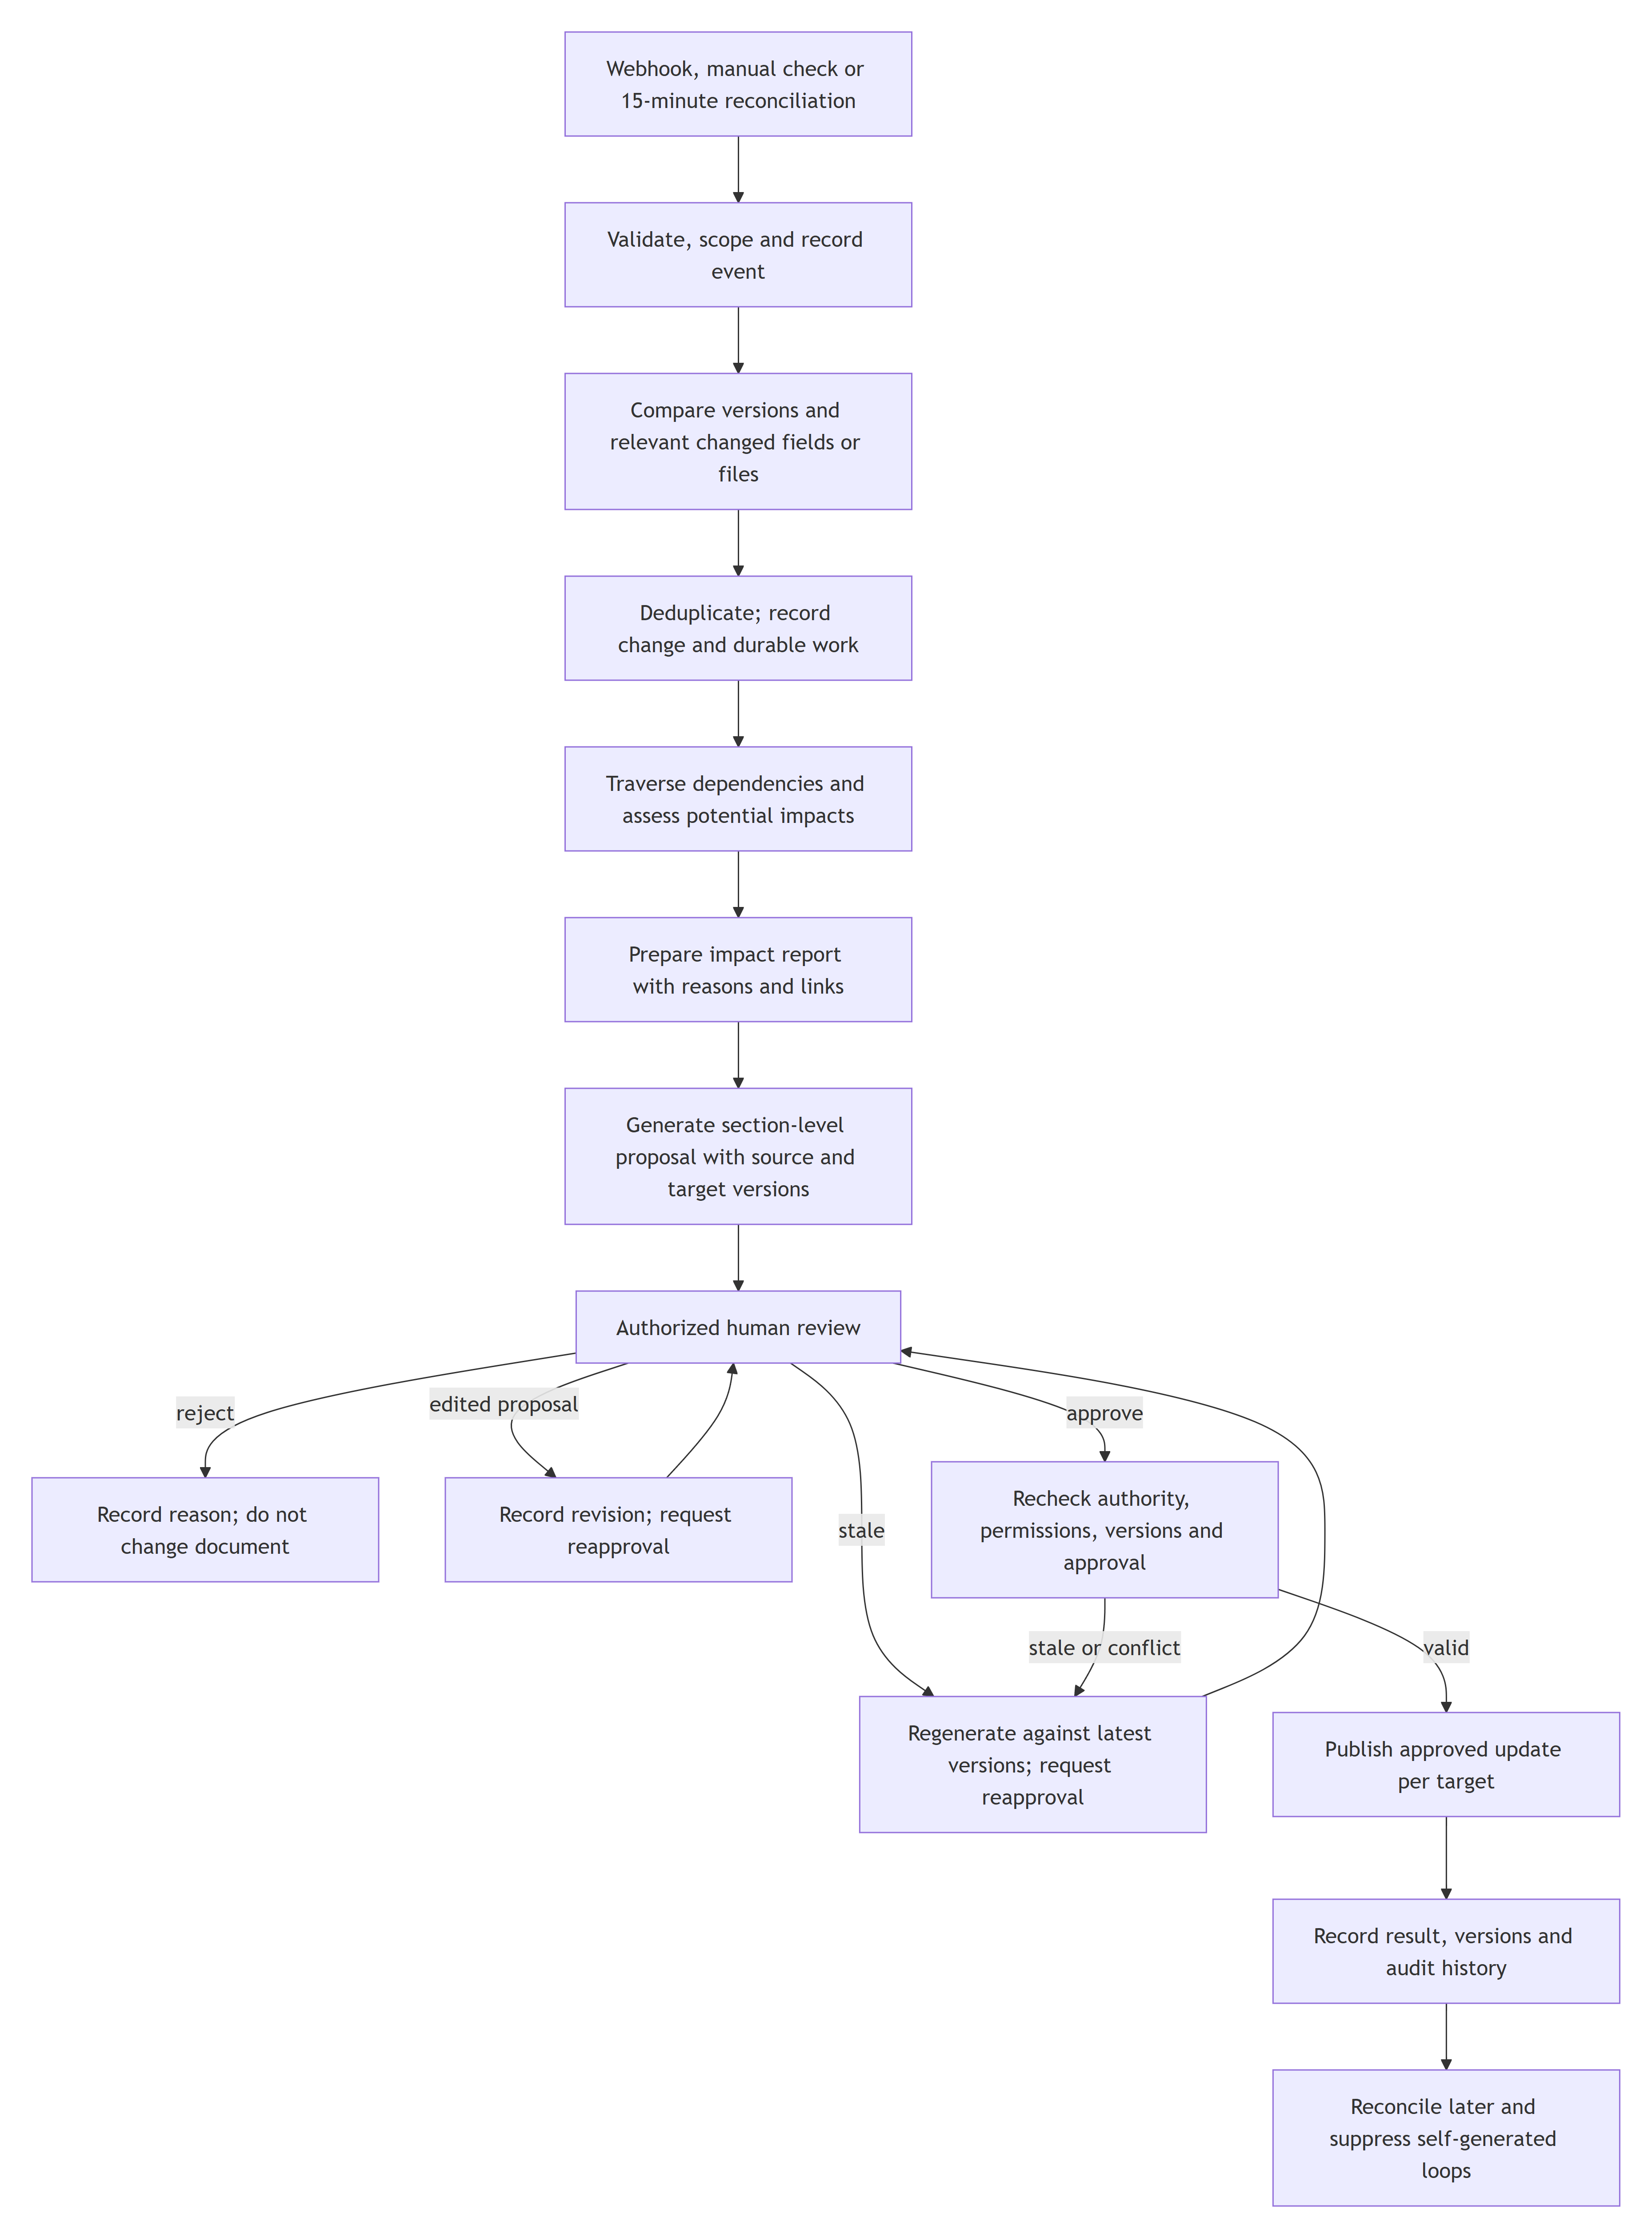 Webhook, manual check or
15-minute reconciliation
Validate, scope and record
event
Compare versions and
relevant changed fields or
files
Deduplicate; record
change and durable work
Traverse dependencies and
assess potential impacts
Prepare impact report
with reasons and links
Generate section-level
proposal with source and
target versions
Authorized human review
reject
edited proposal
approve
Record reason; do not
change document
Record revision; request
reapproval
stale
Recheck authority,
permissions, versions and
approval
stale or conflict
valid
Regenerate against latest
versions; request
reapproval
Publish approved update
per target
Record result, versions and
audit history
Reconcile later and
suppress self-generated
loops